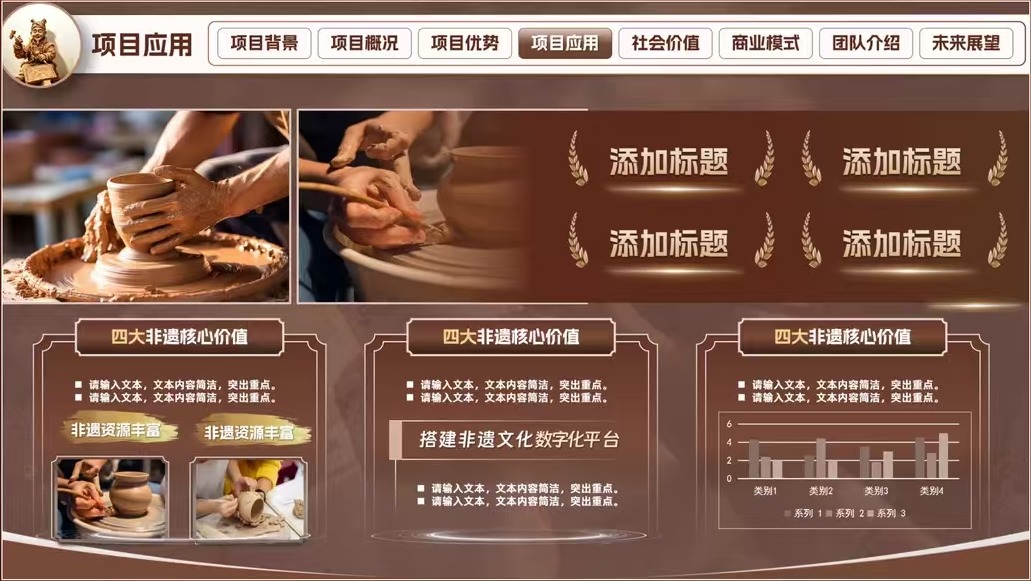 项目应用
项目背景 项目概况 项目优势 项目应用 社会价值 商业模式 团队介绍 未来展望
添加标题 添加标题
添加标题 添加标题
四大非遗核心价值
请输入文本，文本内容简洁，突出重点。
请输入文本，文本内容简洁，突出重点。
非遗资源丰富 非遗资源丰富
四大非遗核心价值
请输入文本，文本内容简洁，突出重点。
请输入文本，文本内容简洁，突出重点。
搭建非遗文化数字化平台
请输入文本，文本内容简洁，突出重点。
请输入文本，文本内容简洁，突出重点。
四大非遗核心价值
请输入文本，文本内容简洁，突出重点。
请输入文本，文本内容简洁，突出重点。
6
4
2
0
类别1 类别2 类别3 类别4
系列 1 系列 2 系列 3